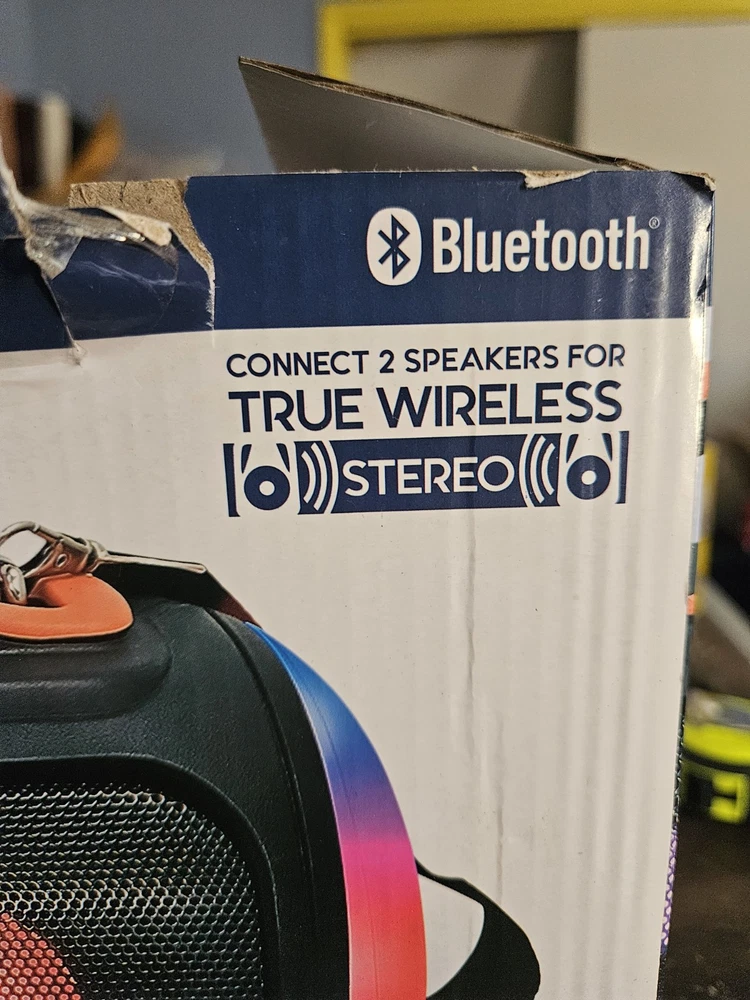 Bluetooth®
CONNECT 2 SPEAKERS FOR
TRUE WIRELESS
STEREO